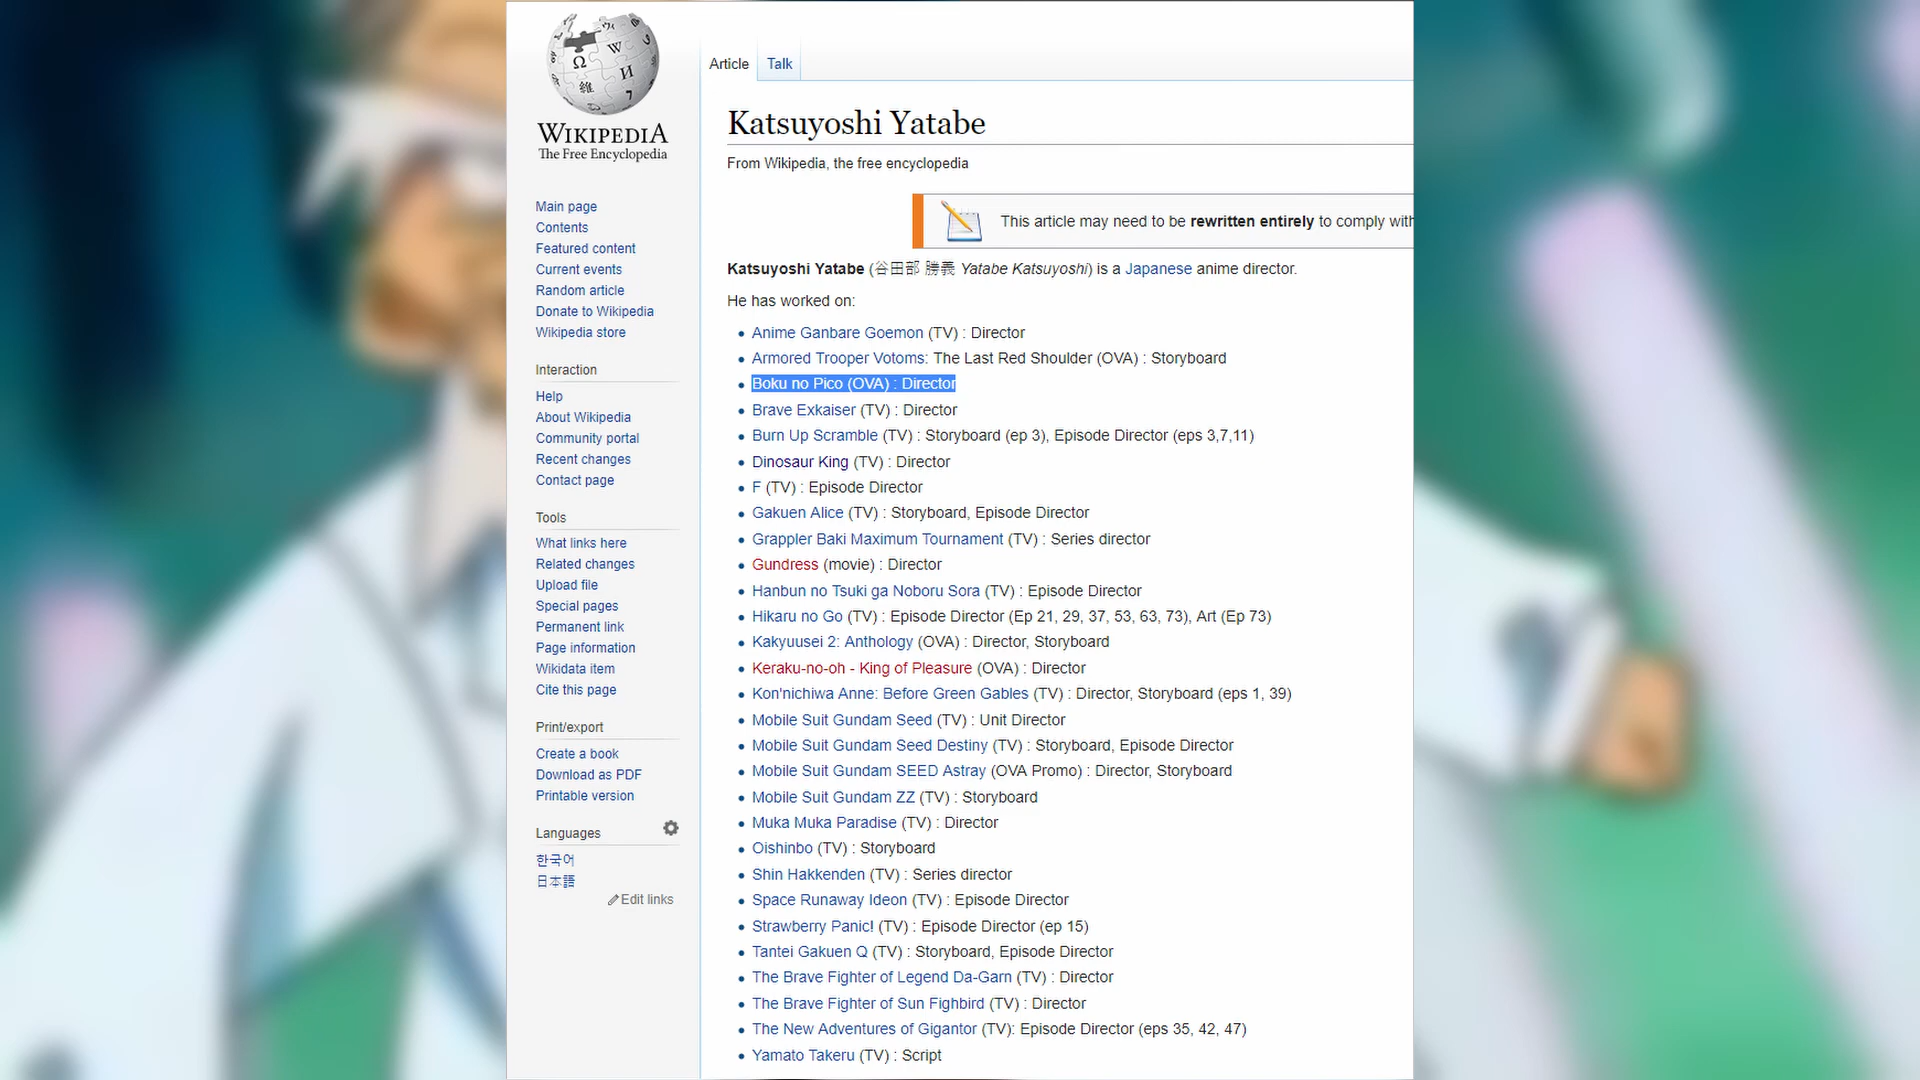 WIKIPEDIA
The Free Encyclopedia
Main page
Contents
Featured content
Current events
Random article
Donate to Wikipedia
Wikipedia store
Interaction
Help
About Wikipedia
Community portal
Recent changes
Contact page
Tools
What links here
Related changes
Upload file
Special pages
Permanent link
Page information
Wikidata item
Cite this page
Print/export
Create a book
Download as PDF
Printable version
Languages
한국어
日本語
Edit links
Article Talk
Katsuyoshi Yatabe
From Wikipedia, the free encyclopedia
This article may need to be rewritten entirely to comply with
Katsuyoshi Yatabe (谷田部 勝義 Yatabe Katsuyoshi) is a Japanese anime director.
He has worked on:
• Anime Ganbare Goemon (TV) : Director
• Armored Trooper Votoms: The Last Red Shoulder (OVA) : Storyboard
• Boku no Pico (OVA) : Director
• Brave Exkaiser (TV) : Director
• Burn Up Scramble (TV) : Storyboard (ep 3), Episode Director (eps 3,7,11)
• Dinosaur King (TV) : Director
• F (TV) : Episode Director
• Gakuen Alice (TV) : Storyboard, Episode Director
• Grappler Baki Maximum Tournament (TV) : Series director
• Gundress (movie) : Director
• Hanbun no Tsuki ga Noboru Sora (TV) : Episode Director
• Hikaru no Go (TV) : Episode Director (Ep 21, 29, 37, 53, 63, 73), Art (Ep 73)
• Kakyuusei 2: Anthology (OVA) : Director, Storyboard
• Keraku-no-oh - King of Pleasure (OVA) : Director
• Kon'nichiwa Anne: Before Green Gables (TV) : Director, Storyboard (eps 1, 39)
• Mobile Suit Gundam Seed (TV) : Unit Director
• Mobile Suit Gundam Seed Destiny (TV) : Storyboard, Episode Director
• Mobile Suit Gundam SEED Astray (OVA Promo) : Director, Storyboard
• Mobile Suit Gundam ZZ (TV) : Storyboard
• Muka Muka Paradise (TV) : Director
• Oishinbo (TV) : Storyboard
• Shin Hakkenden (TV) : Series director
• Space Runaway Ideon (TV) : Episode Director
• Strawberry Panic! (TV) : Episode Director (ep 15)
• Tantei Gakuen Q (TV) : Storyboard, Episode Director
• The Brave Fighter of Legend Da-Garn (TV) : Director
• The Brave Fighter of Sun Fighbird (TV) : Director
• The New Adventures of Gigantor (TV): Episode Director (eps 35, 42, 47)
• Yamato Takeru (TV) : Script